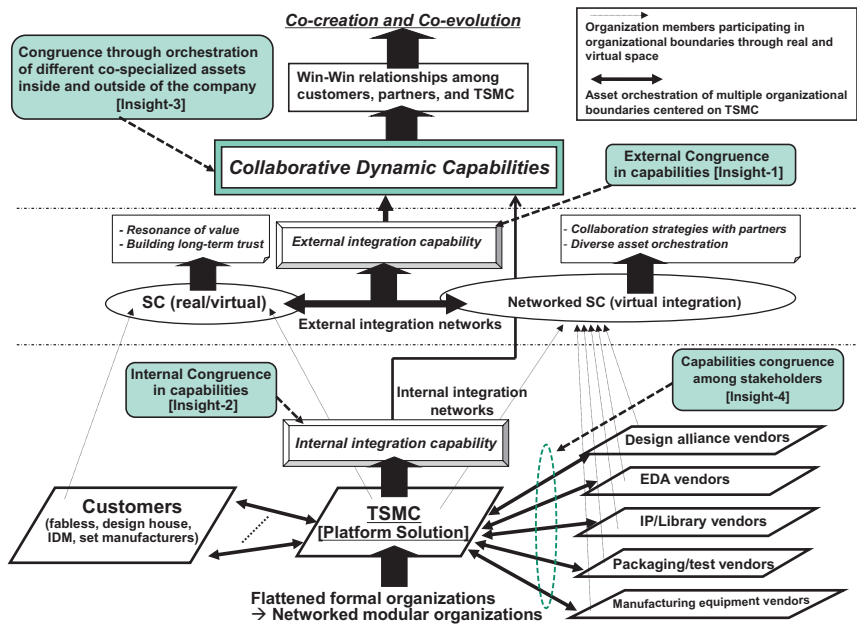 Co-creation and Co-evolution
Congruence through orchestration
of different co-specialized assets
inside and outside of the company
[Insight-3]
Win-Win relationships among
customers, partners, and TSMC
Organization members participating in
organizational boundaries through real and
virtual space
Asset orchestration of multiple organizational
boundaries centered on TSMC
Collaborative Dynamic Capabilities
External Congruence
in capabilities [Insight-1]
- Resonance of value
- Building long-term trust
External integration capability
- Collaboration strategies with partners
- Diverse asset orchestration
SC (real/virtual)
Networked SC (virtual integration)
External integration networks
Internal Congruence
in capabilities
[Insight-2]
Internal integration
networks
Capabilities congruence
among stakeholders
[Insight-4]
Internal integration capability
Design alliance vendors
EDA vendors
Customers
(fabless, design house,
IDM, set manufacturers)
TSMC
[Platform Solution]
IP/Library vendors
Packaging/test vendors
Manufacturing equipment vendors
Flattened formal organizations
→ Networked modular organizations